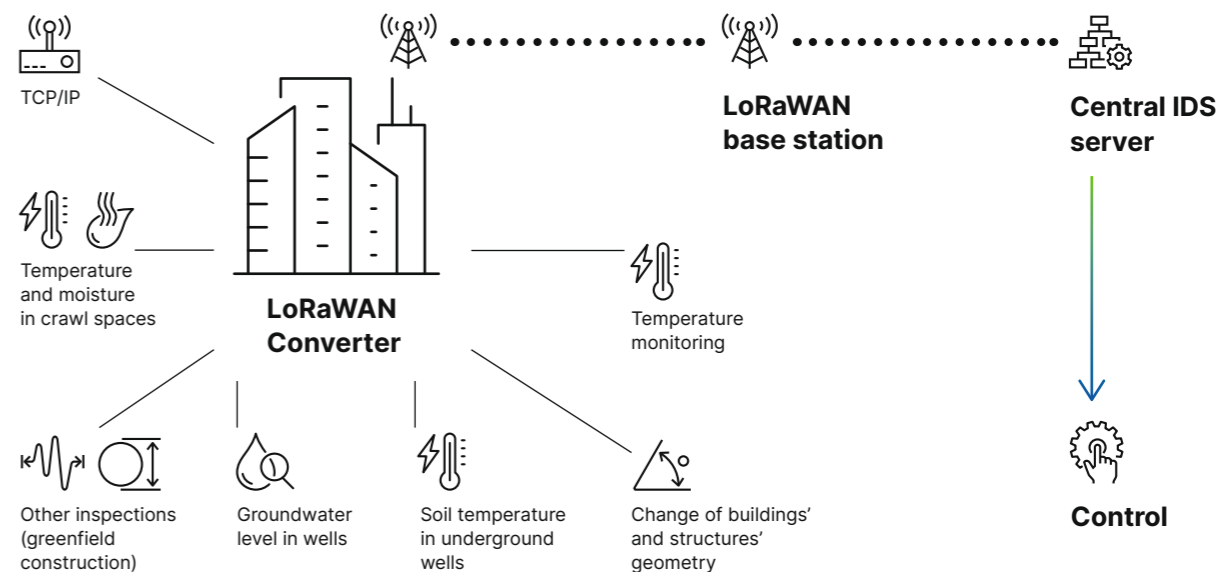 TCP/IP
LoRaWAN
base station
Central IDS
server
Temperature
and moisture
in crawl spaces
LoRaWAN
Converter
Temperature
monitoring
Other inspections
(greenfield
construction)
Groundwater
level in wells
Soil temperature
in underground
wells
Change of buildings’
and structures’
geometry
Control